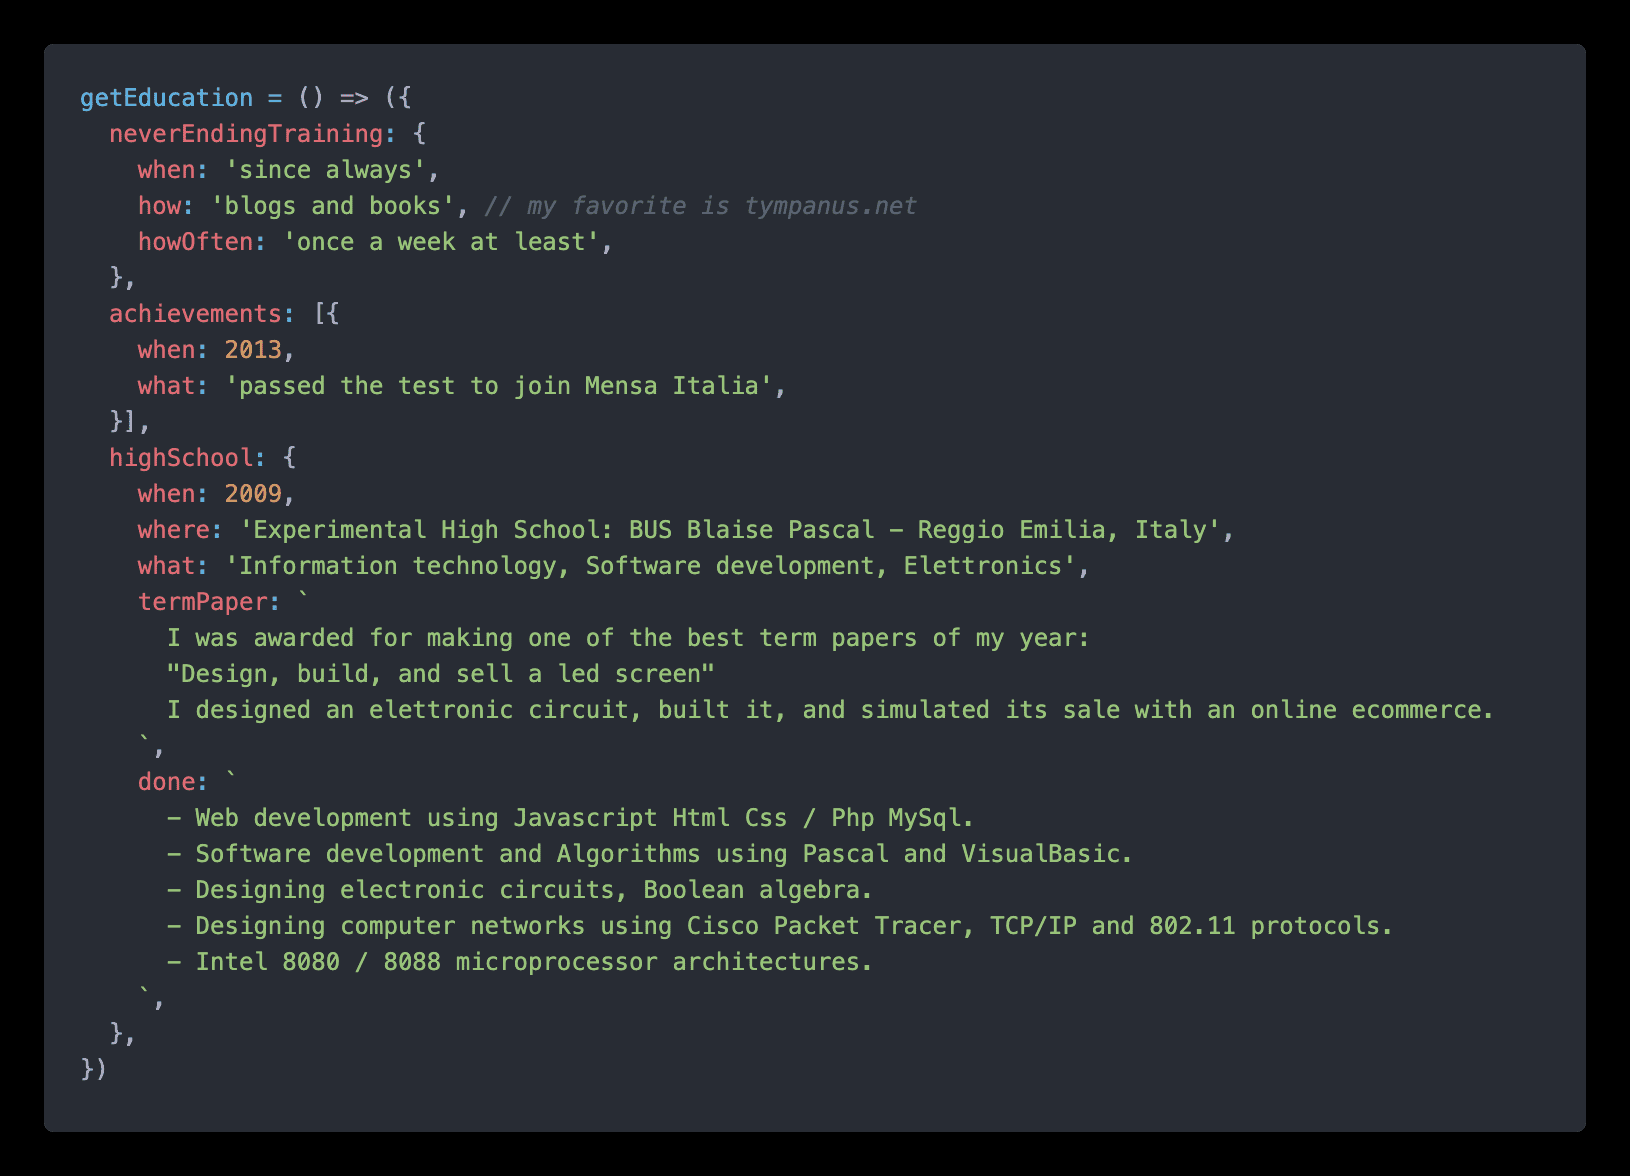 getEducation = () => ({
  neverEndingTraining: {
    when: 'since always',
    how: 'blogs and books', // my favorite is tympanus.net
    howOften: 'once a week at least',
  },
  achievements: [{
    when: 2013,
    what: 'passed the test to join Mensa Italia',
  }],
  highSchool: {
    when: 2009,
    where: 'Experimental High School: BUS Blaise Pascal - Reggio Emilia, Italy',
    what: 'Information technology, Software development, Elettronics',
    termPaper: `
      I was awarded for making one of the best term papers of my year:
      "Design, build, and sell a led screen"
      I designed an elettronic circuit, built it, and simulated its sale with an online ecommerce.
    `,
    done: `
      - Web development using Javascript Html Css / Php MySql.
      - Software development and Algorithms using Pascal and VisualBasic.
      - Designing electronic circuits, Boolean algebra.
      - Designing computer networks using Cisco Packet Tracer, TCP/IP and 802.11 protocols.
      - Intel 8080 / 8088 microprocessor architectures.
    `,
  },
})